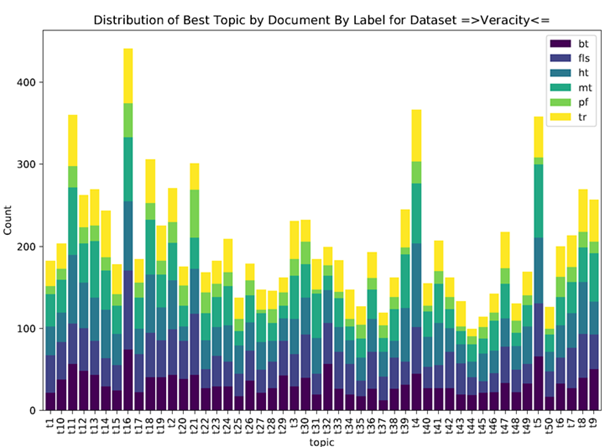 Distribution of Best Topic by Document By Label for Dataset =>Veracity<=
bt
fls
ht
mt
pf
tr
400
300
200
100
0
Count
t1 t10 t11 t12 t13 t14 t15 t16 t17 t18 t19 t2 t20 t21 t22 t23 t24 t25 t26 t27 t28 t29 t3 t30 t31 t32 t33 t34 t35 t36 t37 t38 t39 t4 t40 t41 t42 t43 t44 t45 t46 t47 t48 t49 t5 t50 t6 t7 t8 t9
topic